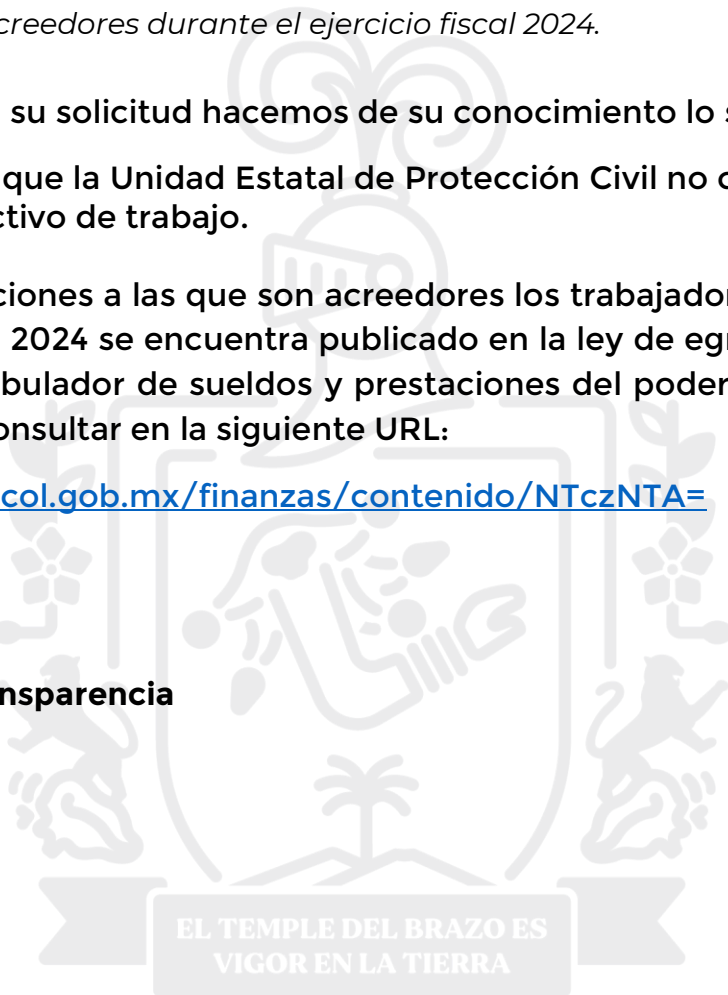 creedores durante el ejercicio fiscal 2024.
su solicitud hacemos de su conocimiento lo s
que la Unidad Estatal de Protección Civil no c
ctivo de trabajo.
ciones a las que son acreedores los trabajador
2024 se encuentra publicado en la ley de egr
bulador de sueldos y prestaciones del poder
onsultar en la siguiente URL:
col.gob.mx/finanzas/contenido/NTczNTA=
nsparencia
EL TEMPLE DEL BRAZO ES
VIGOR EN LA TIERRA